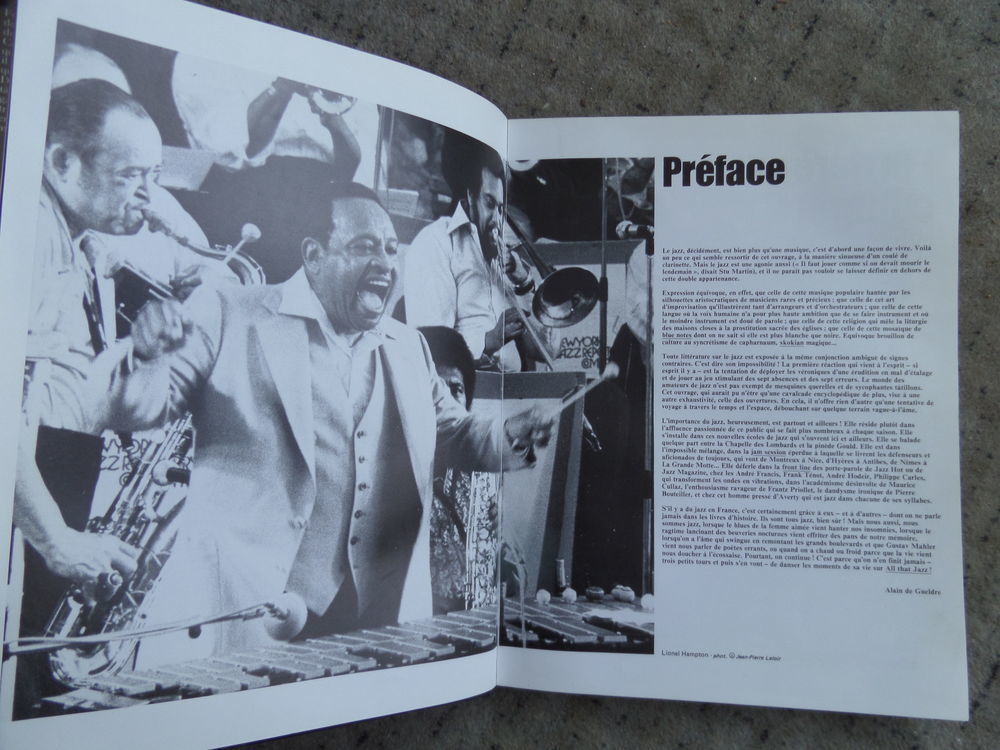 Préface
Le jazz, décidément, est bien plus qu'une musique, c'est d'abord une façon de vivre. Voilà
un peu ce qui semble ressortir de cet ouvrage, à la manière sinueuse d'un coulé de
clarinette. Mais le jazz est une agonie aussi (« Il faut jouer comme si on devait mourir le
lendemain », disait Stu Martin), et il ne paraît pas vouloir se laisser définir en dehors de
cette double appartenance.
Expression équivoque, en effet, que celle de cette musique populaire hantée par les
silhouettes aristocratiques de musiciens rares et précieux ; que celle de cet art
d'improvisation qu'illustrèrent tant d'arrangeurs et d'orchestrateurs ; que celle de cette
langue où la voix humaine n'a pour plus haute ambition que de se faire instrument et où
le moindre instrument est doué de parole ; que celle de cette religion qui mêle la liturgie
des maisons closes à la prostitution sacrée des églises ; que celle de cette mosaïque de
blue notes dont on ne sait si elle est plus blanche que noire. Equivoque brouillon de
culture au syncrétisme de capharnaum, skokian magique...
Toute littérature sur le jazz est exposée à la même conjonction ambiguë de signes
contraires. C'est dire son impossibilité ! La première réaction qui vient à l'esprit – si
esprit il y a – est la tentation de déployer les véroniques d'une érudition en mal d'étalage
et de jouer au jeu stimulant des sept absences et des sept erreurs. Le monde des
amateurs de jazz n'est pas exempt de mesquines querelles et de sycophantes tâtillons.
Cet ouvrage, qui aurait pu n'être qu'une cavalcade encyclopédique de plus, vise à une
autre exhaustivité, celle des ouvertures. En cela, il n'offre rien d'autre qu'une tentative de
voyage à travers le temps et l'espace, débouchant sur quelque terrain vague-à-l'âme.
L'importance du jazz, heureusement, est partout et ailleurs ! Elle réside plutôt dans
l'affluence passionnée de ce public qui se fait plus nombreux à chaque saison. Elle
s'installe dans ces nouvelles écoles de jazz qui s'ouvrent ici et ailleurs. Elle se balade
quelque part entre la Chapelle des Lombards et la pinède Gould. Elle est dans
l'impossible mélange, dans la jam session éperdue à laquelle se livrent les défenseurs et
aficionados de toujours, qui vont de Montreux à Nice, d'Hyères à Antibes, de Nîmes à
La Grande Motte... Elle déferle dans la front line des porte-parole de Jazz Hot ou de
Jazz Magazine, chez les André Francis, Frank Ténot, André Hodeir, Philippe Carles,
qui transforment les ondes en vibrations, dans l'académisme désinvolte de Maurice
Cullaz, l'enthousiasme ravageur de Frantz Priollet, le dandysme ironique de Pierre
Bouteiller, et chez cet homme pressé d'Averty qui est jazz dans chacune de ses syllabes.
S'il y a du jazz en France, c'est certainement grâce à eux – et à d'autres – dont on ne parle
jamais dans les livres d'histoire. Ils sont tous jazz, bien sûr ! Mais nous aussi, nous
sommes jazz, lorsque le blues de la femme aimée vient hanter nos insomnies, lorsque le
ragtime lancinant des beuveries nocturnes vient effriter des pans de notre mémoire,
lorsqu'on a l'âme qui swingue en remontant les grands boulevards et que Gustav Mahler
vient nous parler de poètes errants, ou quand on a chaud ou froid parce que la vie vient
nous doucher à l'écossaise. Pourtant, on continue ! C'est parce qu'on n'en finit jamais –
trois petits tours et puis s'en vont – de danser les moments de sa vie sur All that Jazz !
Alain de Gueldre
Lionel Hampton - phot. © Jean-Pierre Leloir